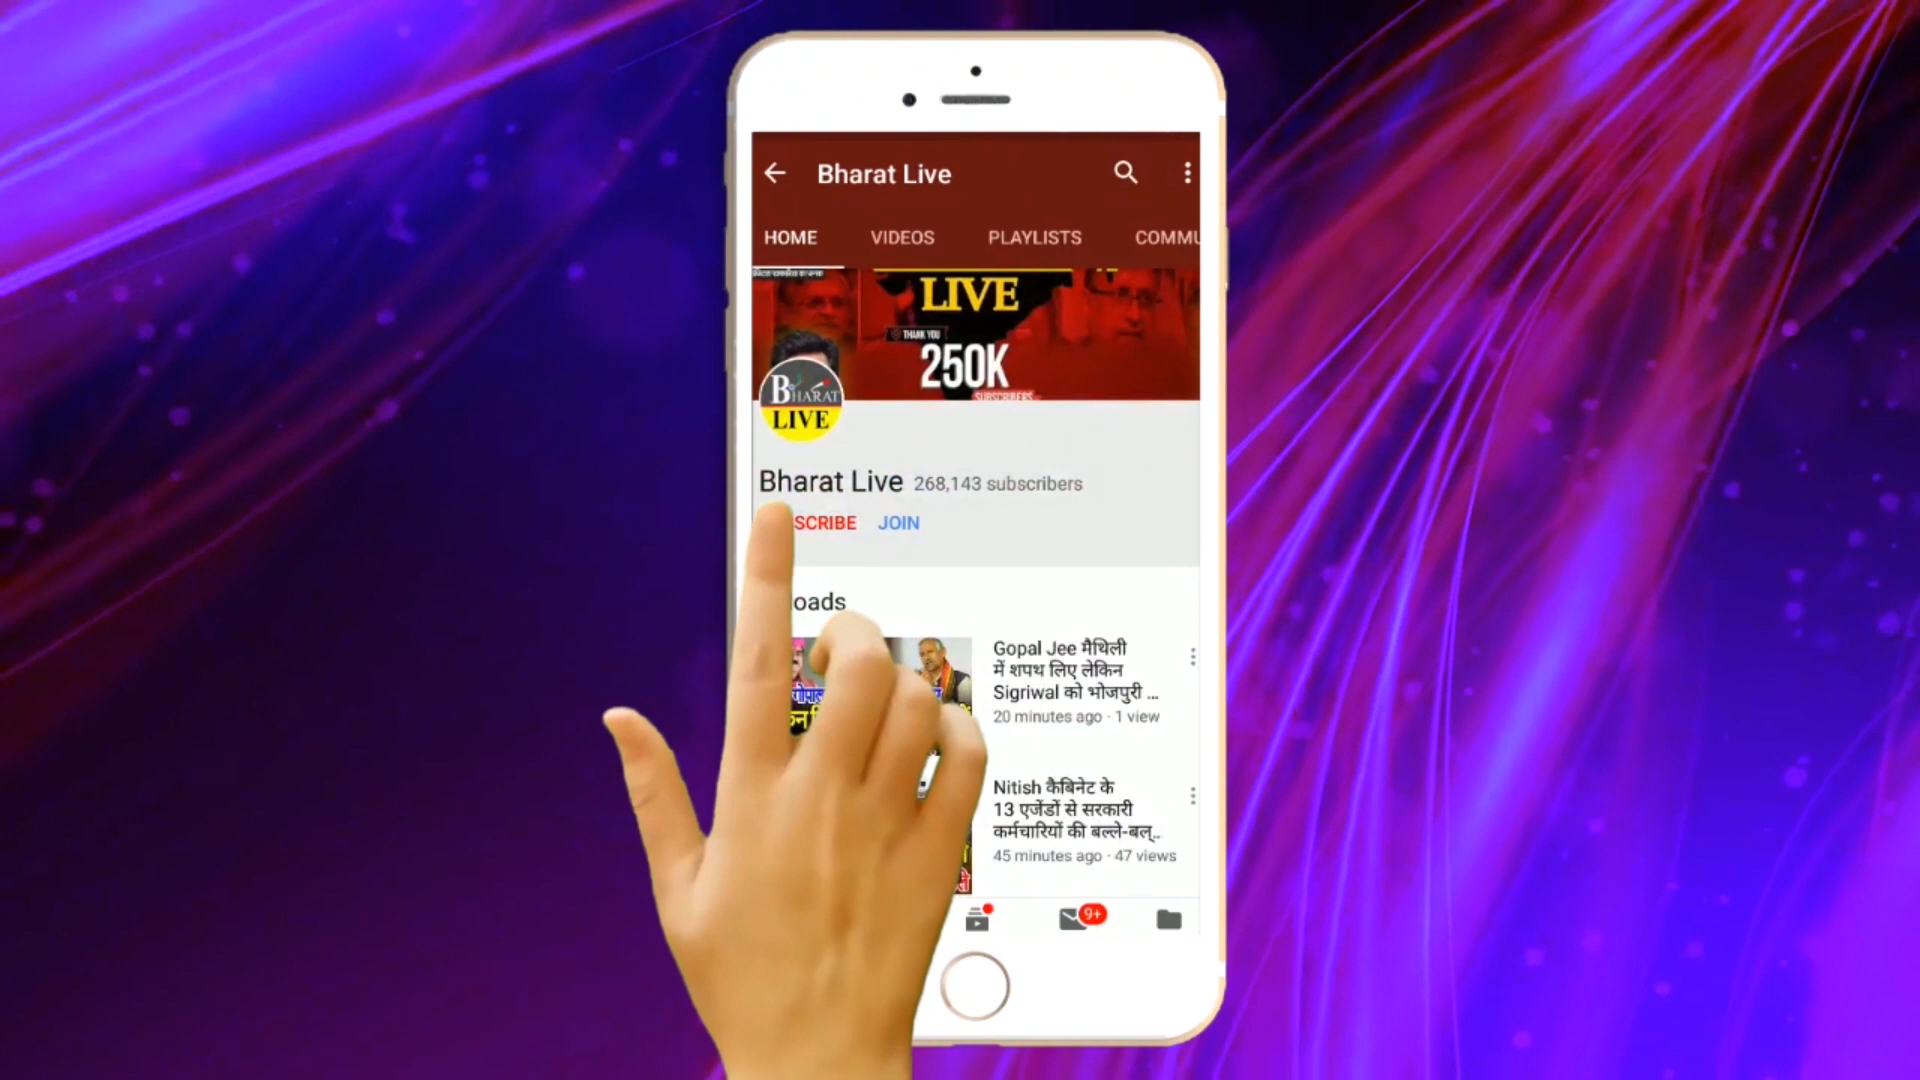 Bharat Live
HOME VIDEOS PLAYLISTS COMMU
LIVE
THANK YOU
250K
SUBSCRIBERS
BHARAT
LIVE
Bharat Live 268,143 subscribers
SCRIBE JOIN
oads
Gopal Jee मैथिली
में शपथ लिए लेकिन
Sigriwal को भोजपुरी ...
20 minutes ago · 1 view
गोपाल
Nitish कैबिनेट के
13 एजेंडों से सरकारी
कर्मचारियों की बल्ले-बल्...
45 minutes ago · 47 views
9+